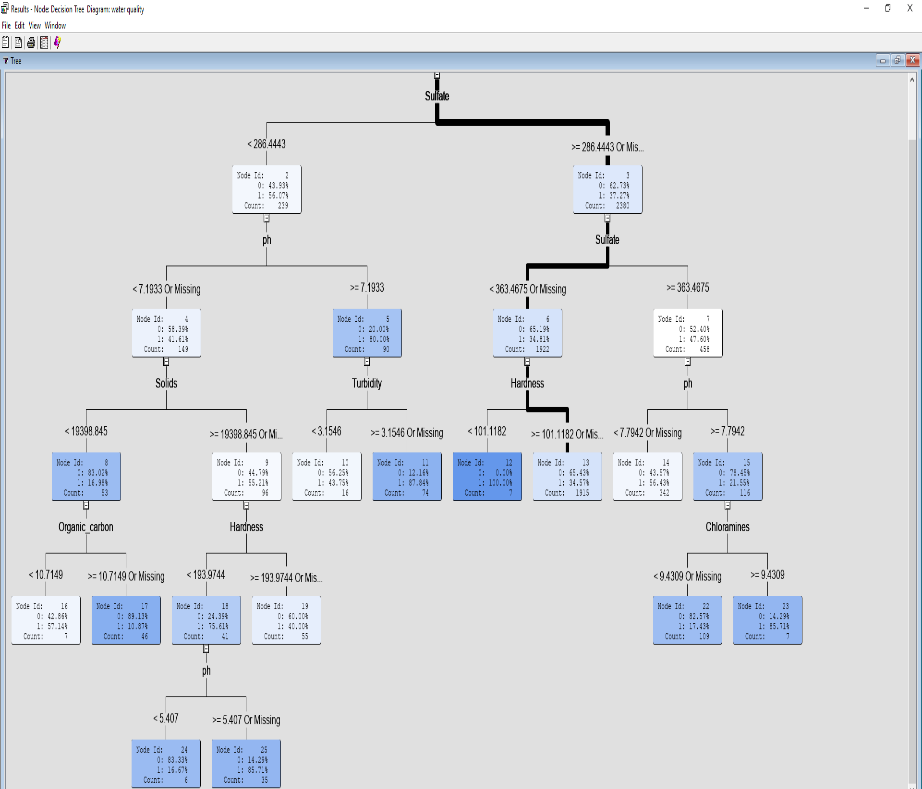 Results - Node: Decision Tree Diagram: water quality
File Edit View Window
Tree
Sulfate
< 286.4443
>= 286.4443 Or Mis...
Node Id: 2
0: 43.93%
1: 56.07%
Count: 239
Node Id: 3
0: 62.73%
1: 37.27%
Count: 2380
ph
Sulfate
< 7.1933 Or Missing
>= 7.1933
< 363.4675 Or Missing
>= 363.4675
Node Id: 4
0: 58.39%
1: 41.61%
Count: 149
Node Id: 5
0: 20.00%
1: 80.00%
Count: 90
Node Id: 6
0: 65.19%
1: 34.81%
Count: 1922
Node Id: 7
0: 52.40%
1: 47.60%
Count: 458
Solids
Turbidity
Hardness
ph
< 19398.845
>= 19398.845 Or Mi...
< 3.1546
>= 3.1546 Or Missing
< 101.1182
>= 101.1182 Or Mis...
< 7.7942 Or Missing
>= 7.7942
Node Id: 8
0: 83.02%
1: 16.98%
Count: 53
Node Id: 9
0: 44.79%
1: 55.21%
Count: 96
Node Id: 10
0: 56.25%
1: 43.75%
Count: 16
Node Id: 11
0: 12.16%
1: 87.84%
Count: 74
Node Id: 12
0: 0.00%
1: 100.00%
Count: 7
Node Id: 13
0: 65.43%
1: 34.57%
Count: 1915
Node Id: 14
0: 43.57%
1: 56.43%
Count: 342
Node Id: 15
0: 78.45%
1: 21.55%
Count: 116
Organic_carbon
Hardness
Chloramines
< 10.7149
>= 10.7149 Or Missing
< 193.9744
>= 193.9744 Or Mis...
< 9.4309 Or Missing
>= 9.4309
Node Id: 16
0: 42.86%
1: 57.14%
Count: 7
Node Id: 17
0: 89.13%
1: 10.87%
Count: 46
Node Id: 18
0: 24.39%
1: 75.61%
Count: 41
Node Id: 19
0: 60.00%
1: 40.00%
Count: 55
Node Id: 22
0: 82.57%
1: 17.43%
Count: 109
Node Id: 23
0: 14.29%
1: 85.71%
Count: 7
ph
< 5.407
>= 5.407 Or Missing
Node Id: 24
0: 83.33%
1: 16.67%
Count: 6
Node Id: 25
0: 14.29%
1: 85.71%
Count: 35